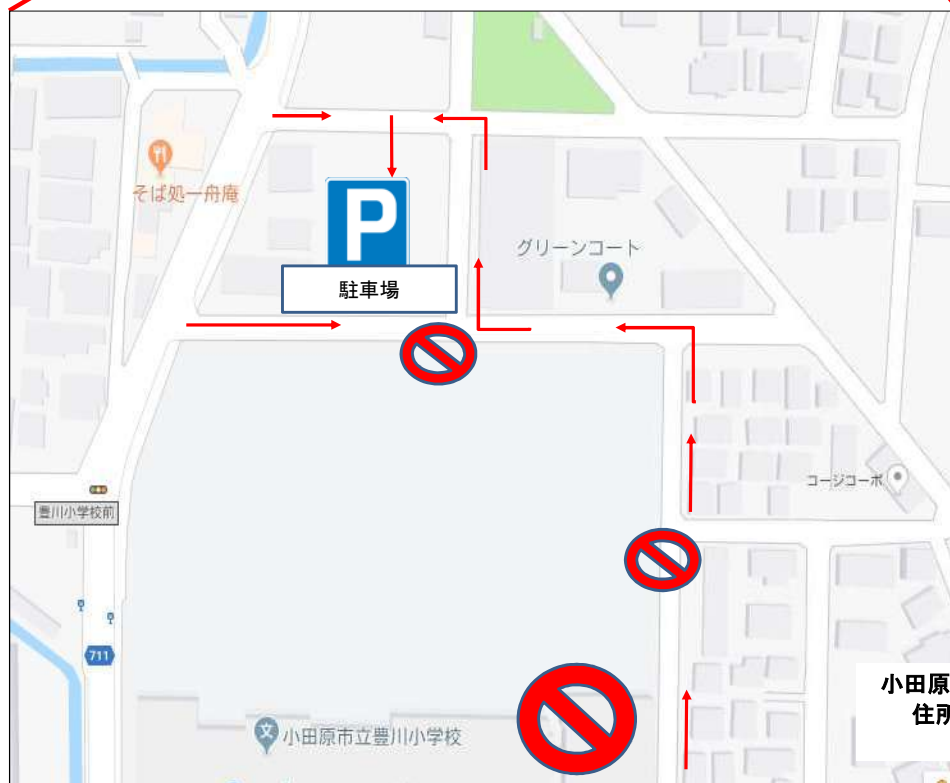 そば処一舟庵
P
グリーンコート
駐車場
コージコーポ
豊川小学校前
711
小田原
住所
文
小田原市立豊川小学校